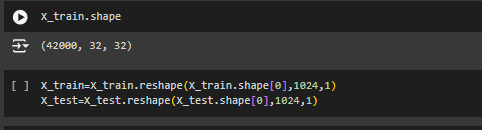 X_train.shape
(42000, 32, 32)
[ ] X_train=X_train.reshape(X_train.shape[0],1024,1)
X_test=X_test.reshape(X_test.shape[0],1024,1)